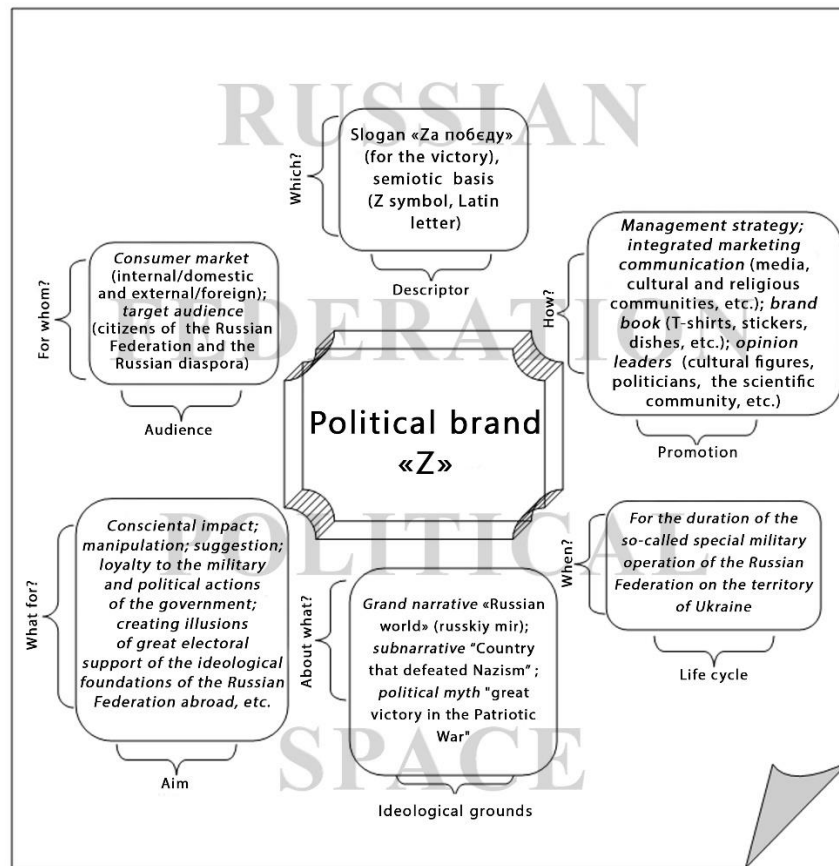 RUSSIAN
Which?
Slogan «Za побєду»
(for the victory),
semiotic basis
(Z symbol, Latin
letter)
Descriptor
For whom?
Consumer market
(internal/domestic
and external/foreign);
target audience
(citizens of the Russian
Federation and the
Russian diaspora)
Audience
How?
Management strategy;
integrated marketing
communication (media,
cultural and religious
communities, etc.); brand
book (T-shirts, stickers,
dishes, etc.); opinion
leaders (cultural figures,
politicians, the scientific
community, etc.)
Promotion
FEDERATION
Political brand
«Z»
POLITICAL
What for?
Consciental impact;
manipulation; suggestion;
loyalty to the military
and political actions
of the government;
creating illusions
of great electoral
support of the ideological
foundations of the Russian
Federation abroad, etc.
Aim
About what?
Grand narrative «Russian
world» (russkiy mir);
subnarrative "Country
that defeated Nazism" ;
political myth "great
victory in the Patriotic
War"
Ideological grounds
When?
For the duration of the
so-called special military
operation of the Russian
Federation on the territory
of Ukraine
Life cycle
SPACE